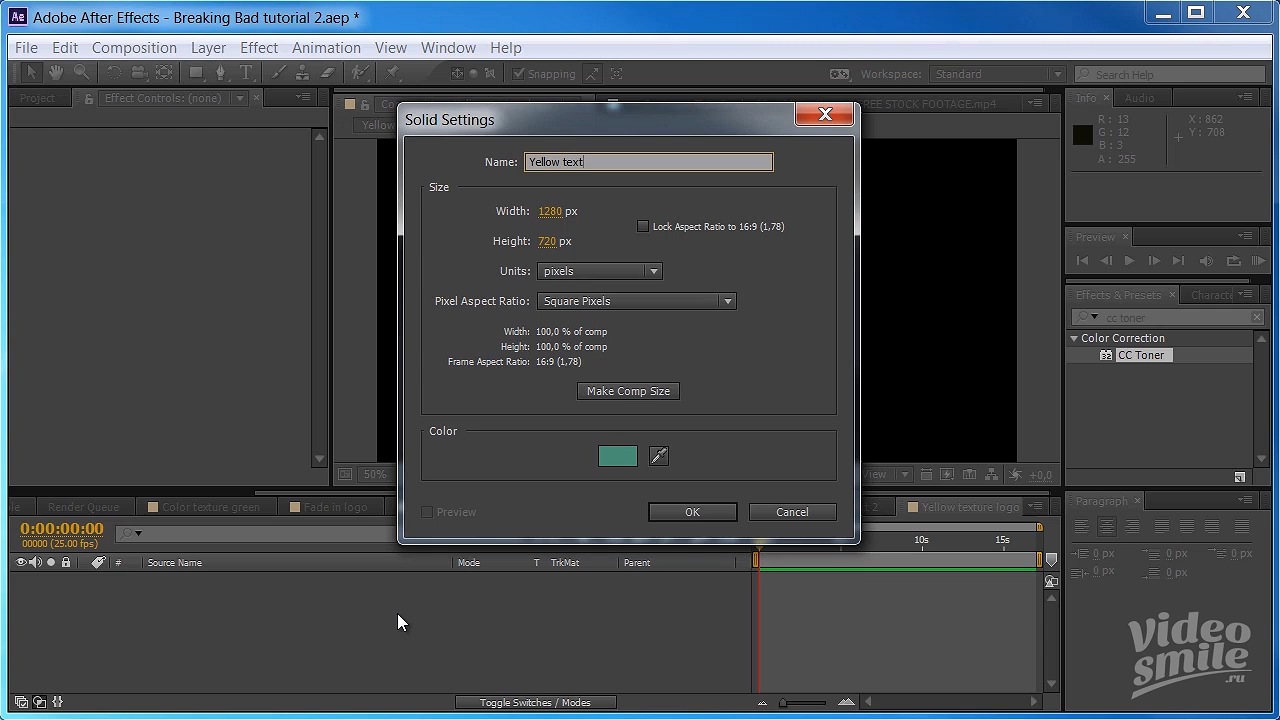 Ae Adobe After Effects - Breaking Bad tutorial 2.aep *
File Edit Composition Layer Effect Animation View Window Help
Snapping Workspace: Standard Search Help
Project Effect Controls: (none)
REE STOCK FOOTAGE.mp4
Info Audio
Yellow
R : 13 X : 862
G : 12 Y : 708
B : 3
A : 255
Solid Settings
Name: Yellow text
Size
Width: 1280 px
Lock Aspect Ratio to 16:9 (1,78)
Height: 720 px
Units: pixels
Pixel Aspect Ratio: Square Pixels
Width: 100,0 % of comp
Height: 100,0 % of comp
Frame Aspect Ratio: 16:9 (1,78)
Make Comp Size
Color
Preview OK Cancel
Preview
Effects & Presets Characte
cc toner
Color Correction
32 CC Toner
50% View +0,0
Render Queue Color texture green Fade in logo 2 Yellow texture logo
Paragraph
0:00:00:00
00000 (25.00 fps)
10s 15s
# Source Name Mode T TrkMat Parent
0 px 0 px 0 px
0 px 0 px
Toggle Switches / Modes
video
smile
.ru